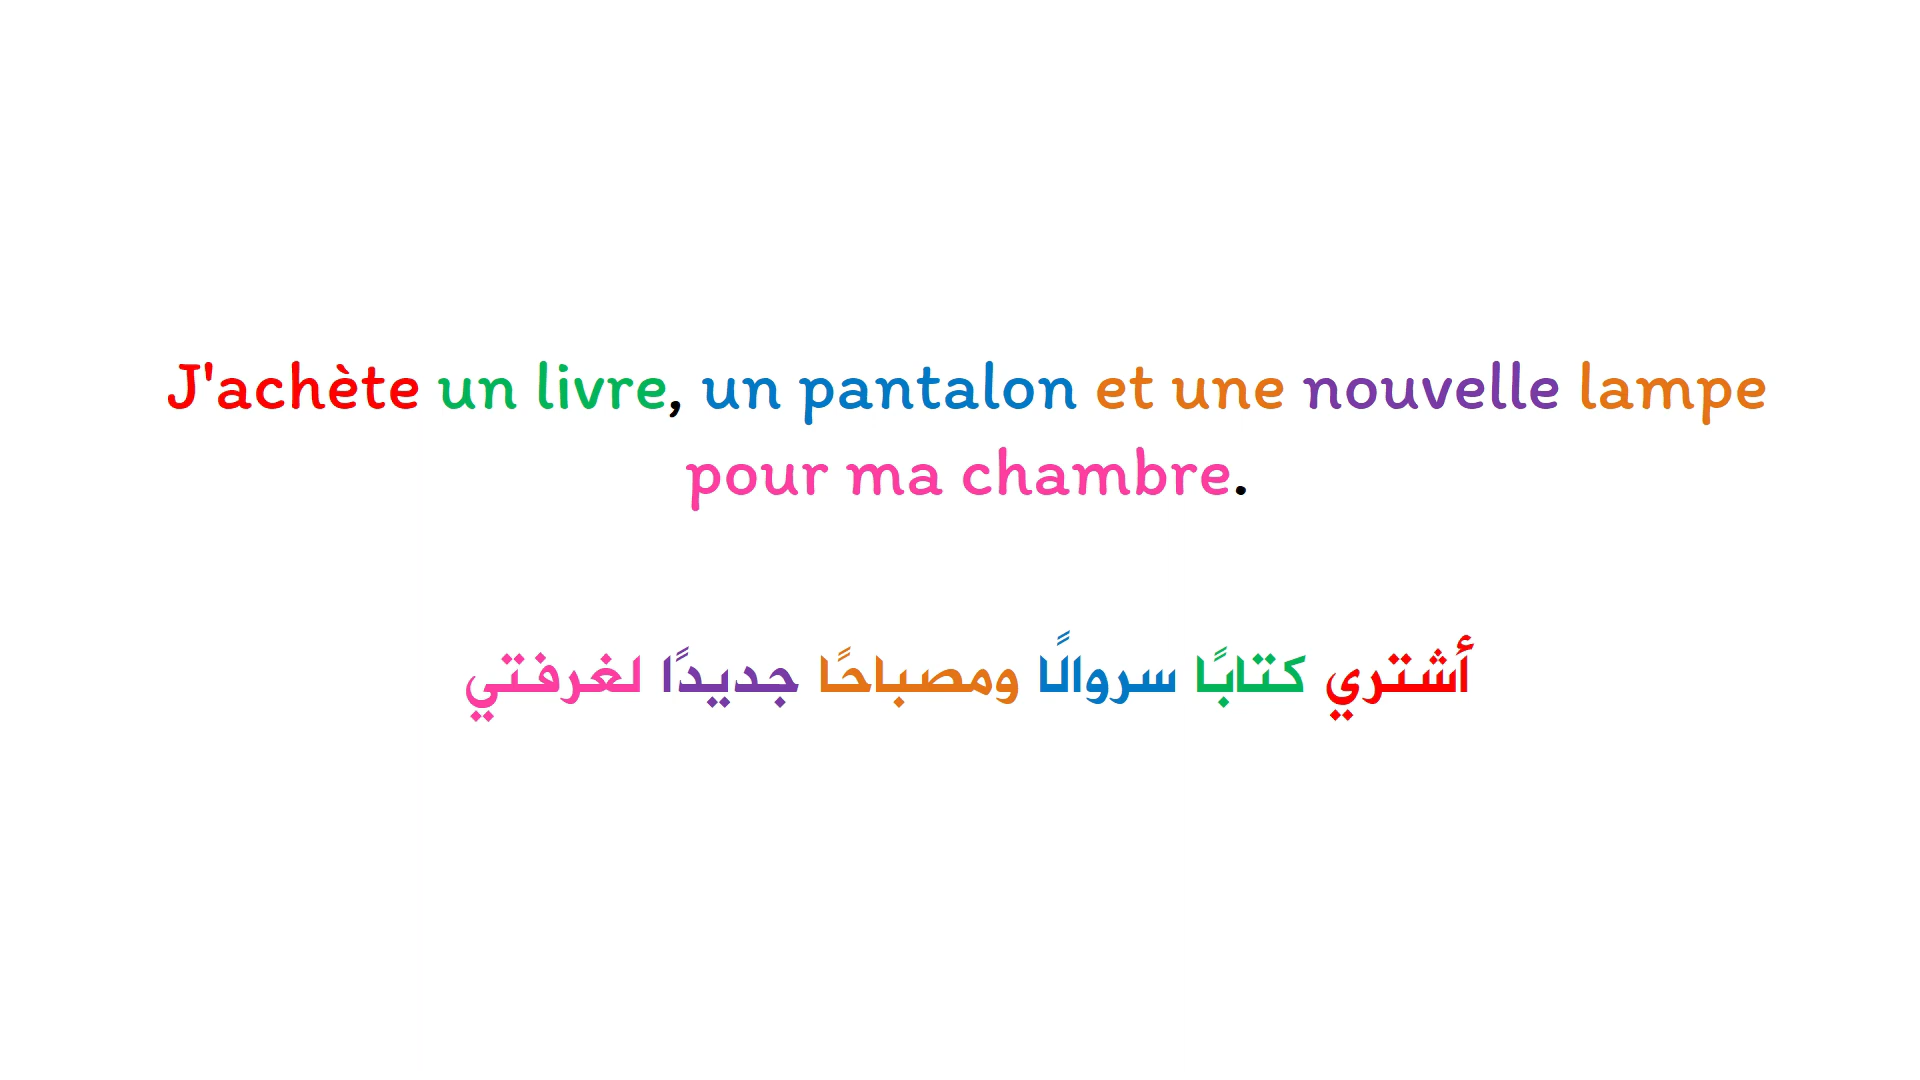 J'achète un livre, un pantalon et une nouvelle lampe
pour ma chambre.
أشتري كتابًا سروالًا ومصباحًا جديدًا لغرفتي